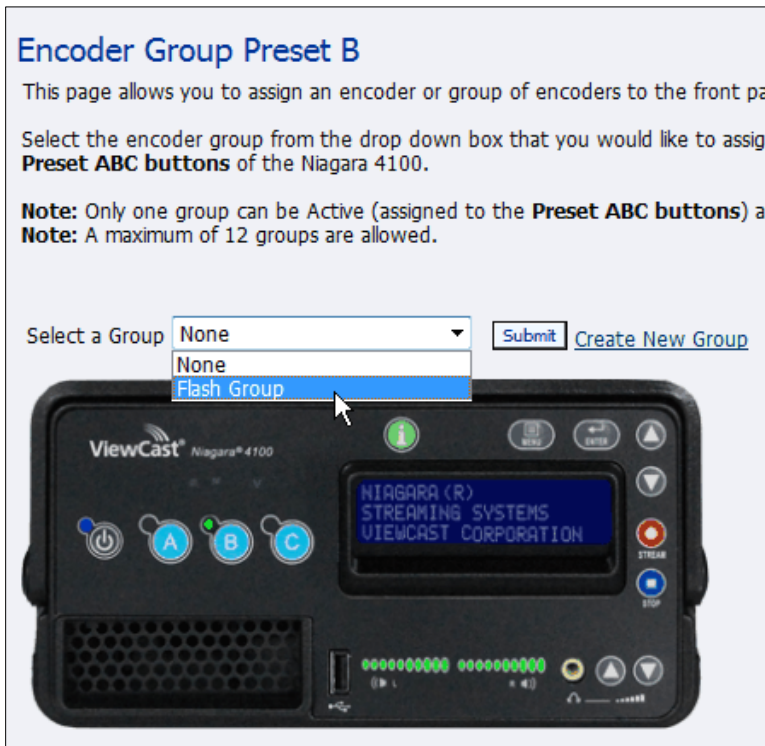 Encoder Group Preset B
This page allows you to assign an encoder or group of encoders to the front pa
Select the encoder group from the drop down box that you would like to assig
Preset ABC buttons of the Niagara 4100.
Note: Only one group can be Active (assigned to the Preset ABC buttons) a
Note: A maximum of 12 groups are allowed.
Select a Group None Submit Create New Group
None
Flash Group
ViewCast® Niagara® 4100
MENU
ENTER
NIAGARA(R)
STREAMING SYSTEMS
VIEWCAST CORPORATION
A B C
STREAM
STOP
L R